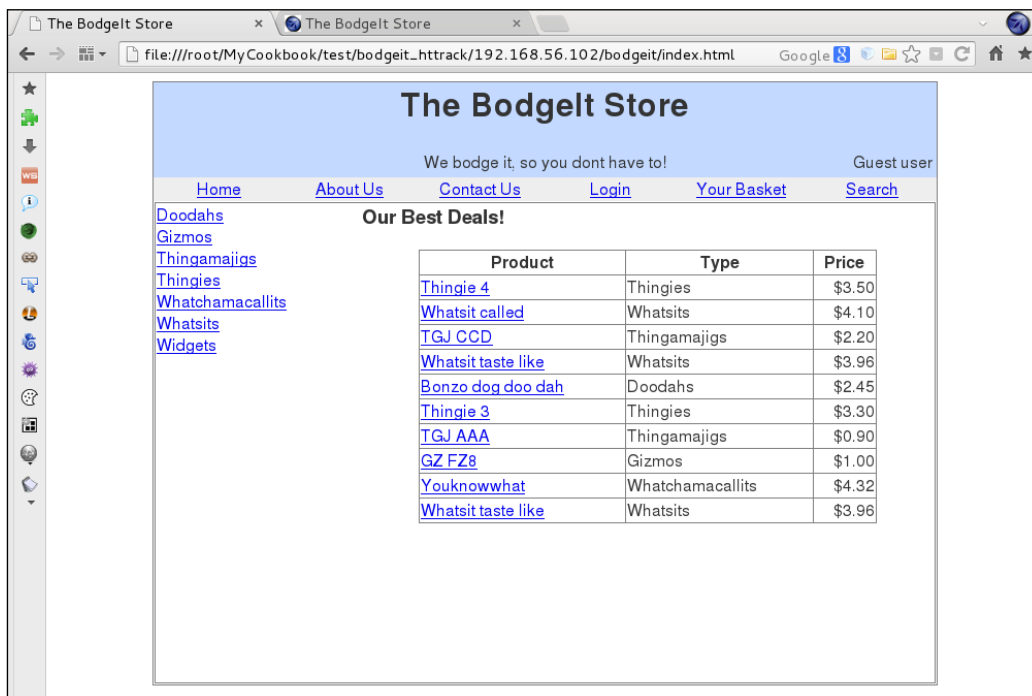 The BodgeIt Store × The BodgeIt Store ×
file:///root/MyCookbook/test/bodgeit_httrack/192.168.56.102/bodgeit/index.html Google 8
WS
The BodgeIt Store
We bodge it, so you dont have to! Guest user
Home About Us Contact Us Login Your Basket Search
Doodahs
Gizmos
Thingamajigs
Thingies
Whatchamacallits
Whatsits
Widgets
Our Best Deals!
Product Type Price
Thingie 4 Thingies $3.50
Whatsit called Whatsits $4.10
TGJ CCD Thingamajigs $2.20
Whatsit taste like Whatsits $3.96
Bonzo dog doo dah Doodahs $2.45
Thingie 3 Thingies $3.30
TGJ AAA Thingamajigs $0.90
GZ FZ8 Gizmos $1.00
Youknowwhat Whatchamacallits $4.32
Whatsit taste like Whatsits $3.96